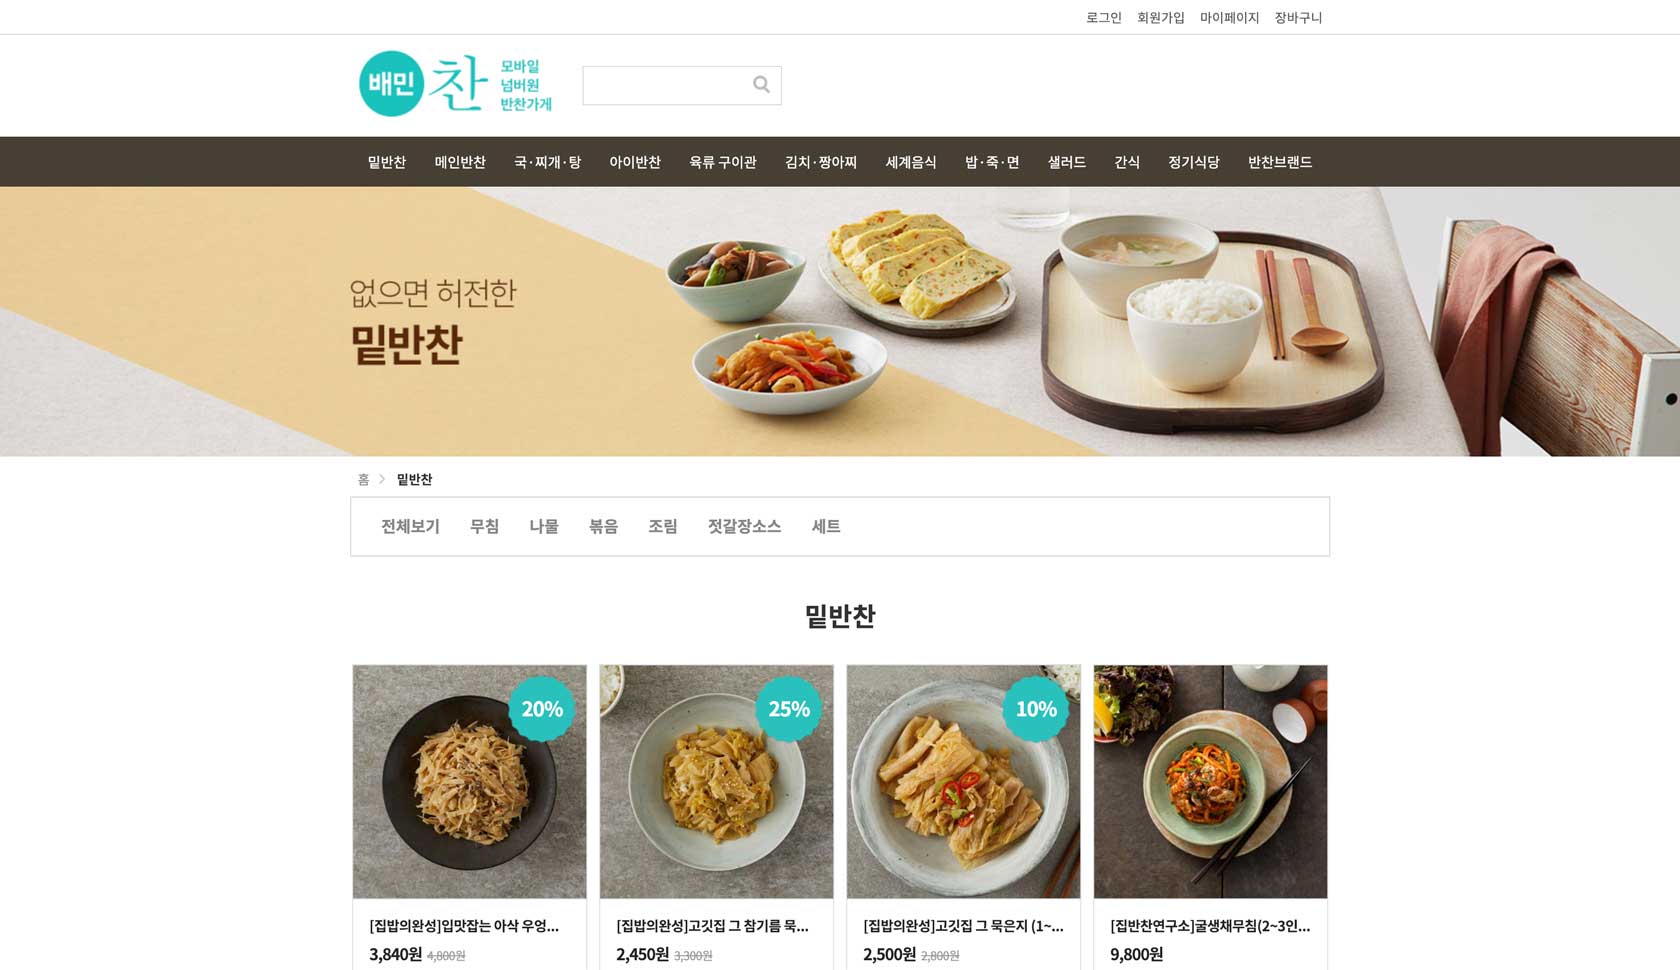 로그인 회원가입 마이페이지 장바구니
배민찬
모바일
넘버원
반찬가게
밑반찬 메인반찬 국·찌개·탕 아이반찬 육류 구이관 김치·짱아찌 세계음식 밥·죽·면 샐러드 간식 정기식당 반찬브랜드
없으면 허전한
밑반찬
홈 > 밑반찬
전체보기 무침 나물 볶음 조림 젓갈장소스 세트
밑반찬
20% 25% 10%
[집밥의완성]입맛잡는 아삭 우엉... [집밥의완성]고깃집 그 참기름 묵... [집밥의완성]고깃집 그 묵은지 (1~... [집반찬연구소]굴생채무침(2~3인...
3,840원 4,800원 2,450원 3,300원 2,500원 2,800원 9,800원